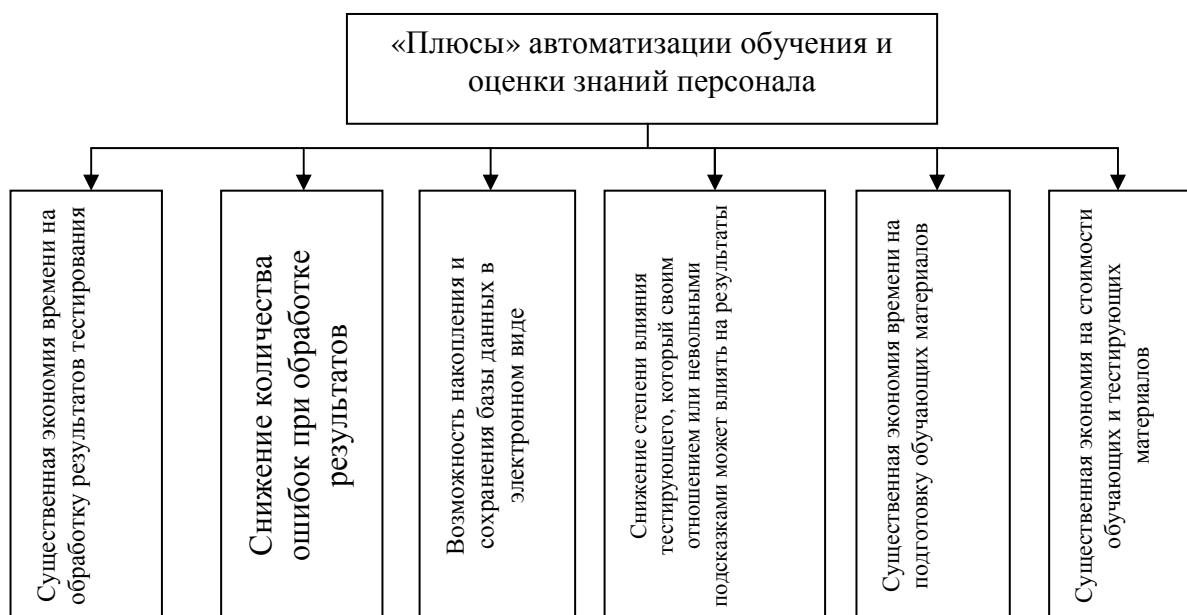 «Плюсы» автоматизации обучения и
оценки знаний персонала
Существенная экономия времени на
обработку результатов тестирования
Снижение количества
ошибок при обработке
результатов
Возможность накопления и
сохранения базы данных в
электронном виде
Снижение степени влияния
тестирующего, который своим
отношением или невольными
подсказками может влиять на результаты
Существенная экономия времени на
подготовку обучающих материалов
Существенная экономия на стоимости
обучающих и тестирующих
материалов